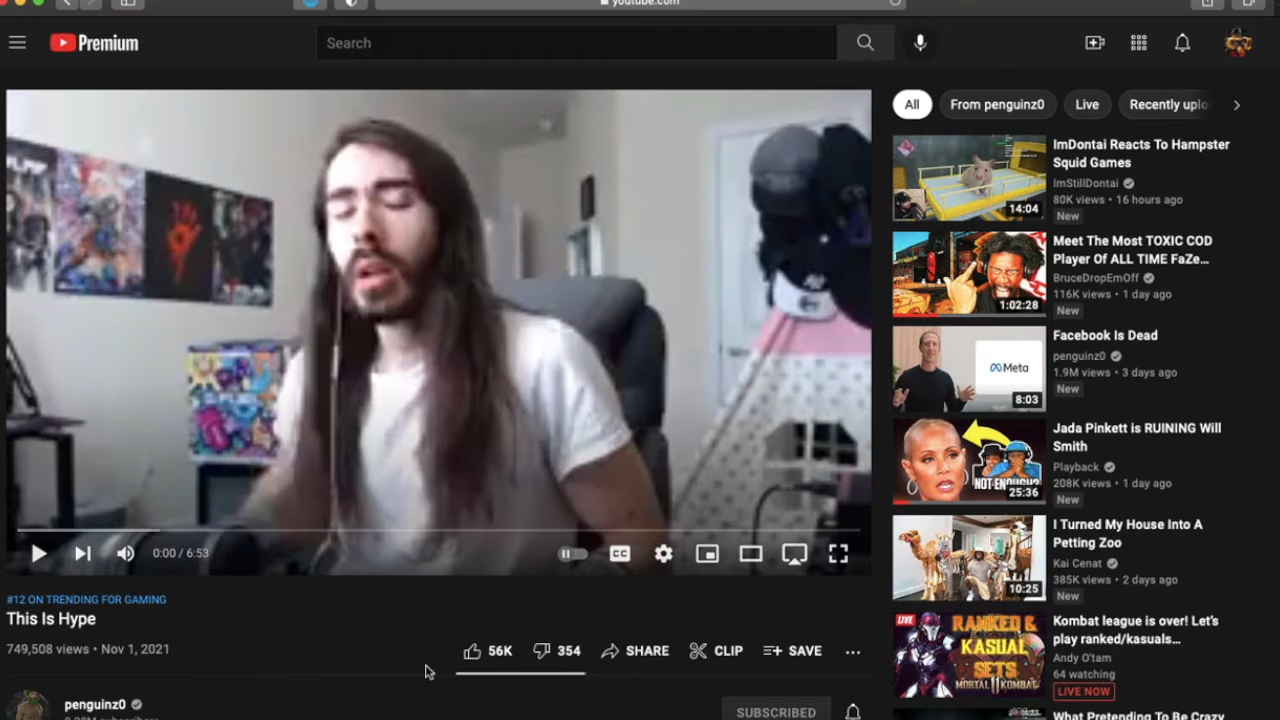 youtube.com
Premium
Search
All
From penguinz0
Live
Recently uplo
ImDontai Reacts To Hampster
Squid Games
ImStillDontai
80K views • 16 hours ago
New
14:04
Meet The Most TOXIC COD
Player Of ALL TIME FaZe...
BruceDropEmOff
116K views • 1 day ago
New
1:02:28
Facebook Is Dead
penguinz0
1.9M views • 3 days ago
New
Meta
8:03
Jada Pinkett is RUINING Will
Smith
Playback
208K views • 1 day ago
New
NOT ENOUGH?
25:36
I Turned My House Into A
Petting Zoo
Kai Cenat
385K views • 2 days ago
New
10:25
0:00 / 6:53
CC
#12 ON TRENDING FOR GAMING
This Is Hype
749,508 views • Nov 1, 2021
56K
354
SHARE
CLIP
SAVE
penguinz0
SUBSCRIBED
LIVE
RANKED &
KASUAL
SETS
MORTAL KOMBAT 11
Kombat league is over! Let's
play ranked/kasuals...
Andy O'tam
64 watching
LIVE NOW
What Pretending To Be Crazy